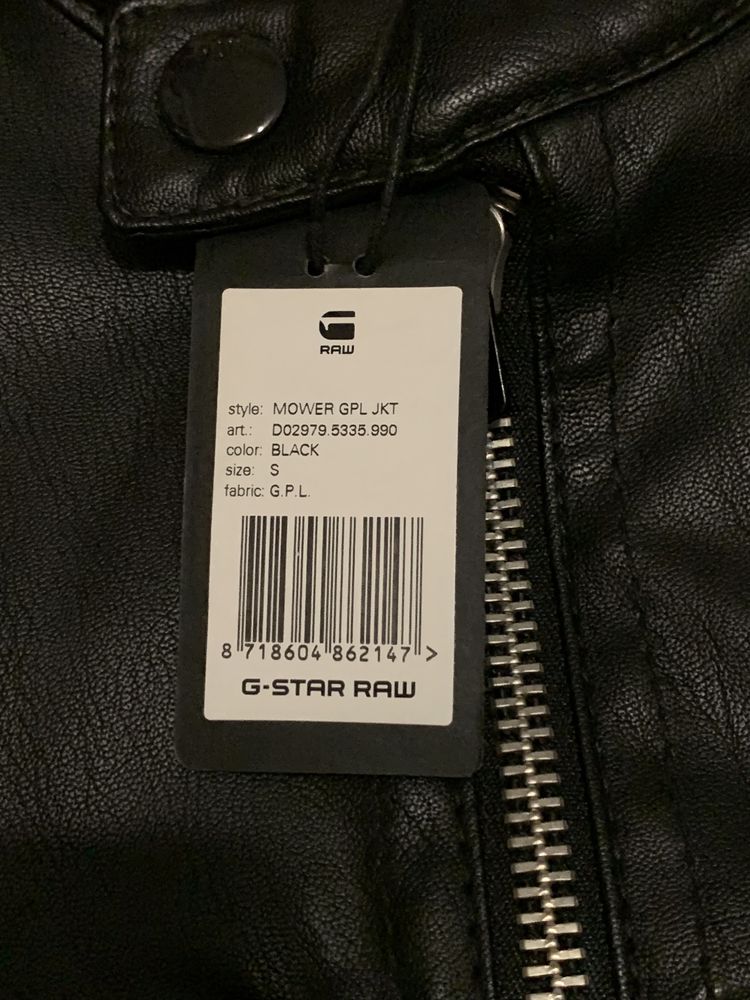 RAW
style: MOWER GPL JKT
art.: D02979.5335.990
color: BLACK
size: S
fabric: G.P.L.
8 718604 862147 >
G-STAR RAW